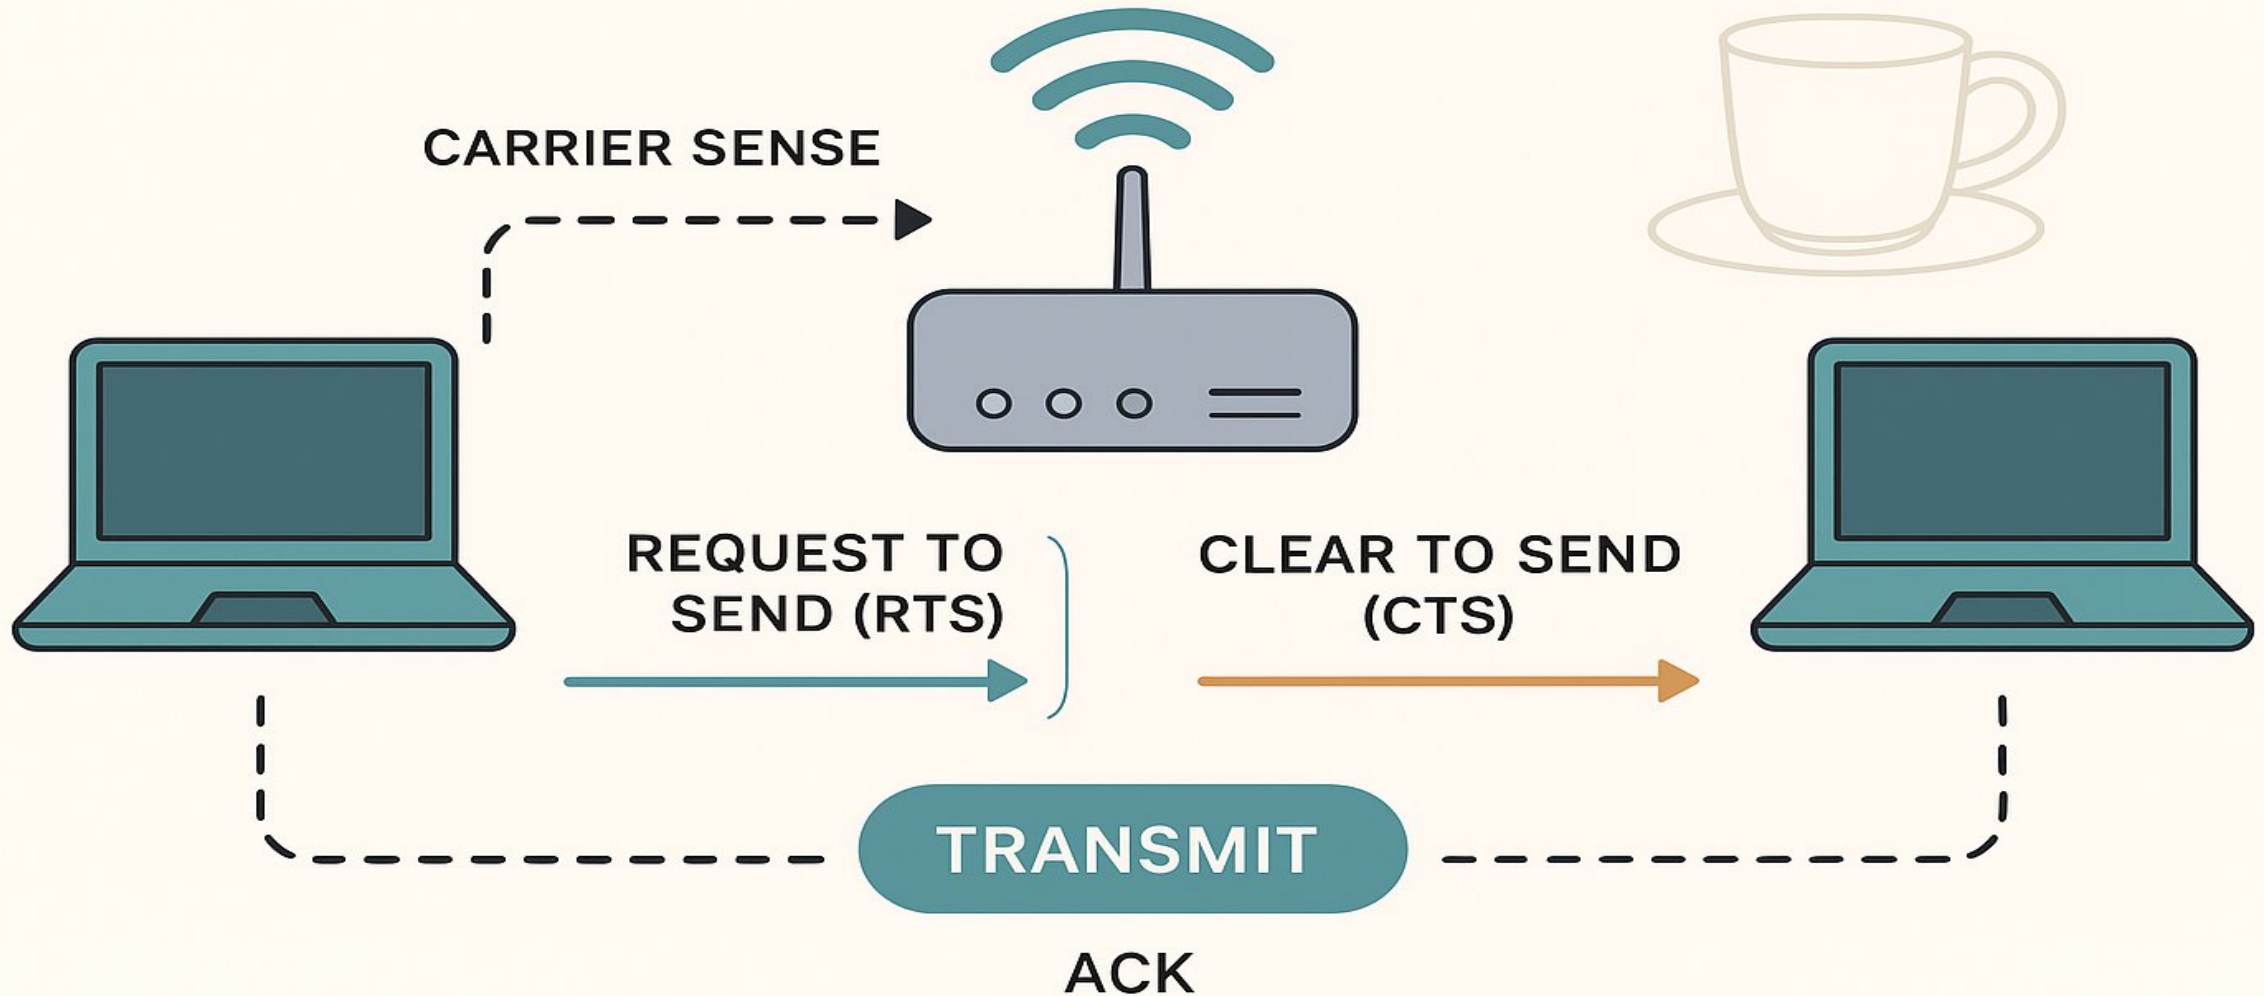 CARRIER SENSE
REQUEST TO
SEND (RTS)
CLEAR TO SEND
(CTS)
TRANSMIT
ACK